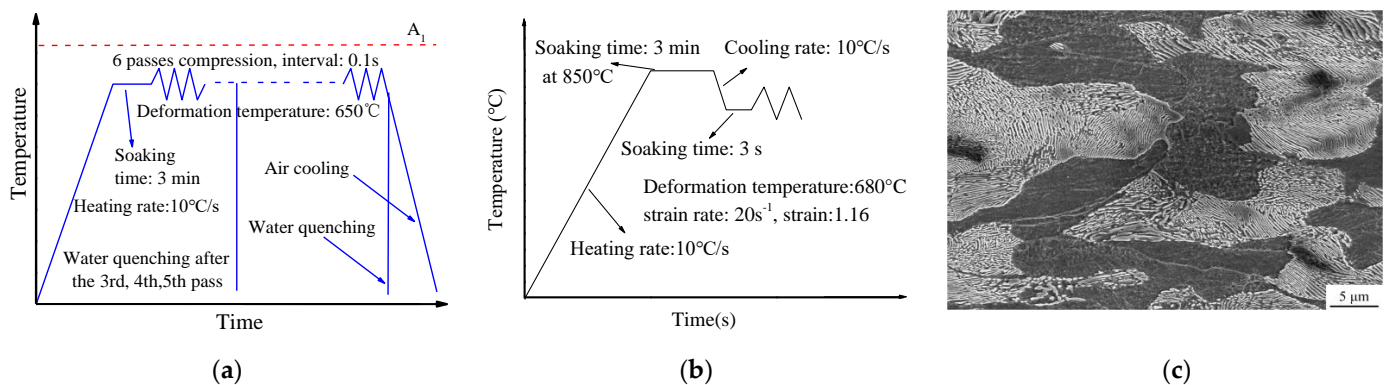 A1
6 passes compression, interval: 0.1s
Deformation temperature: 650℃
Soaking
time: 3 min
Heating rate:10℃/s
Air cooling
Water quenching
Water quenching after
the 3rd, 4th,5th pass
Temperature
Time
(a)
Soaking time: 3 min
at 850℃
Cooling rate: 10℃/s
Soaking time: 3 s
Deformation temperature:680℃
strain rate: 20s-1, strain:1.16
Heating rate:10℃/s
Temperature (℃)
Time(s)
(b)
5 μm
(c)